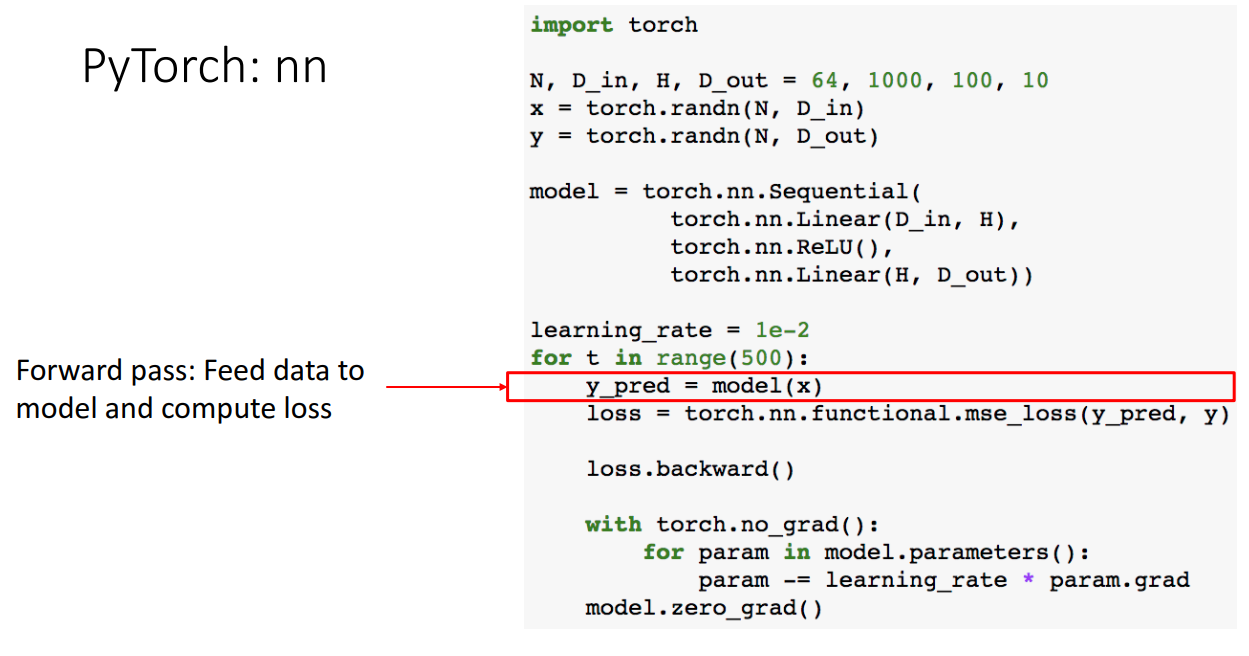 PyTorch: nn
import torch
N, D_in, H, D_out = 64, 1000, 100, 10
x = torch.randn(N, D_in)
y = torch.randn(N, D_out)
model = torch.nn.Sequential(
torch.nn.Linear(D_in, H),
torch.nn.ReLU(),
torch.nn.Linear(H, D_out))
learning_rate = 1e-2
for t in range(500):
y_pred = model(x)
loss = torch.nn.functional.mse_loss(y_pred, y)
loss.backward()
with torch.no_grad():
for param in model.parameters():
param -= learning_rate * param.grad
model.zero_grad()
Forward pass: Feed data to
model and compute loss